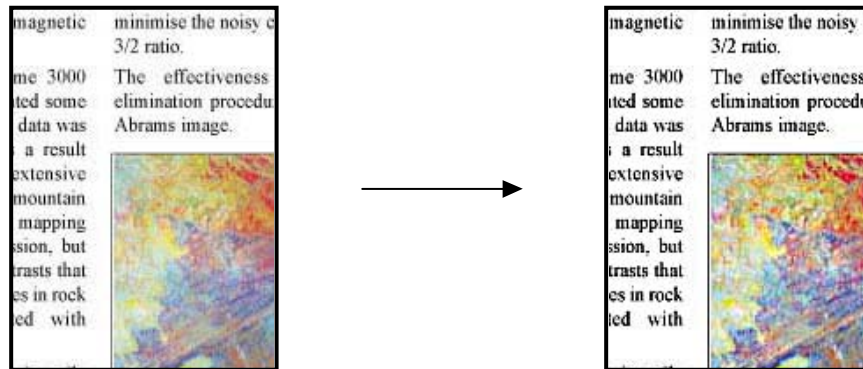 magnetic
me 3000
ted some
data was
a result
extensive
mountain
mapping
ssion, but
trasts that
es in rock
ted with
minimise the noisy c
3/2 ratio.
The effectiveness
elimination procedu
Abrams image.
magnetic
me 3000
ted some
data was
a result
extensive
mountain
mapping
ssion, but
trasts that
es in rock
ted with
minimise the noisy
3/2 ratio.
The effectiveness
elimination procedu
Abrams image.